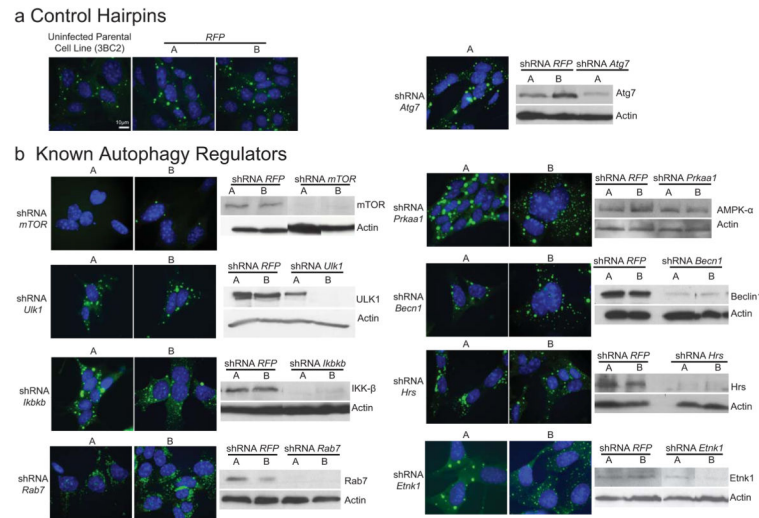 a Control Hairpins
Uninfected Parental
Cell Line (3BC2)
RFP
A B
10µm
A
shRNA
Atg7
shRNA RFP shRNA Atg7
A B A
Atg7
Actin
b Known Autophagy Regulators
A B
shRNA
mTOR
shRNA RFP shRNA mTOR
A B A B
mTOR
Actin
A B
shRNA
Prkaa1
shRNA RFP shRNA Prkaa1
A B A B
AMPK-α
Actin
A B
shRNA
Ulk1
shRNA RFP shRNA Ulk1
A B A B
ULK1
Actin
A B
shRNA
Becn1
shRNA RFP shRNA Becn1
A B A B
Beclin1
Actin
A B
shRNA
Ikbkb
shRNA RFP shRNA Ikbkb
A B A B
IKK-β
Actin
A B
shRNA
Hrs
shRNA RFP shRNA Hrs
A B A B
Hrs
Actin
A B
shRNA
Rab7
shRNA RFP shRNA Rab7
A B A B
Rab7
Actin
A B
shRNA
Etnk1
shRNA RFP shRNA Etnk1
A B A B
Etnk1
Actin